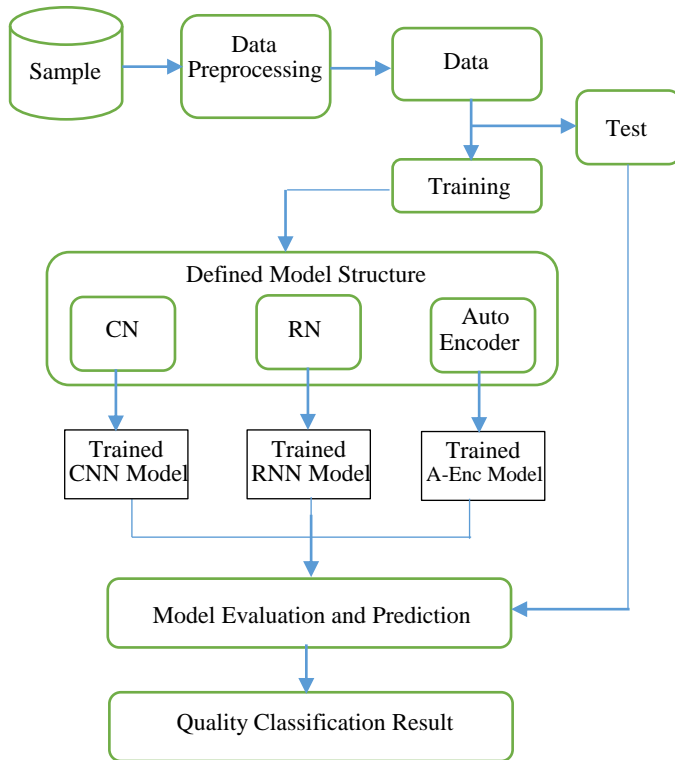 Sample
Data
Preprocessing
Data
Test
Training
Defined Model Structure
CN
RN
Auto
Encoder
Trained
CNN Model
Trained
RNN Model
Trained
A-Enc Model
Model Evaluation and Prediction
Quality Classification Result